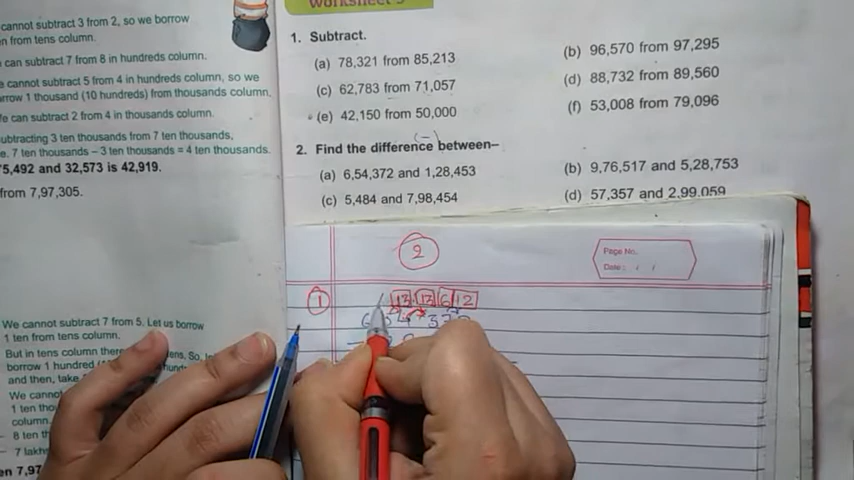 cannot subtract 3 from 2, so we borrow
n from tens column.
can subtract 7 from 8 in hundreds column.
cannot subtract 5 from 4 in hundreds column, so we
rrow 1 thousand (10 hundreds) from thousands column.
e can subtract 2 from 4 in thousands column.
ubtracting 3 ten thousands from 7 ten thousands,
e. 7 ten thousands – 3 ten thousands = 4 ten thousands.
75,492 and 32,573 is 42,919.
from 7,97,305.
We cannot subtract 7 from 5. Let us borrow
1 ten from tens column.
But in tens column there
borrow 1 hundred
and then, take
We cannot
1 ten thou
column.
8 ten th
7 lakh
en 7,97
Worksheet
1. Subtract.
(a) 78,321 from 85,213
(b) 96,570 from 97,295
(c) 62,783 from 71,057
(d) 88,732 from 89,560
(e) 42,150 from 50,000
(f) 53,008 from 79,096
(–)
2. Find the difference between–
(a) 6,54,372 and 1,28,453
(b) 9,76,517 and 5,28,753
(c) 5,484 and 7,98,454
(d) 57,357 and 2,99,059
2
Page No.
Date: / /
1
13 13 6 12